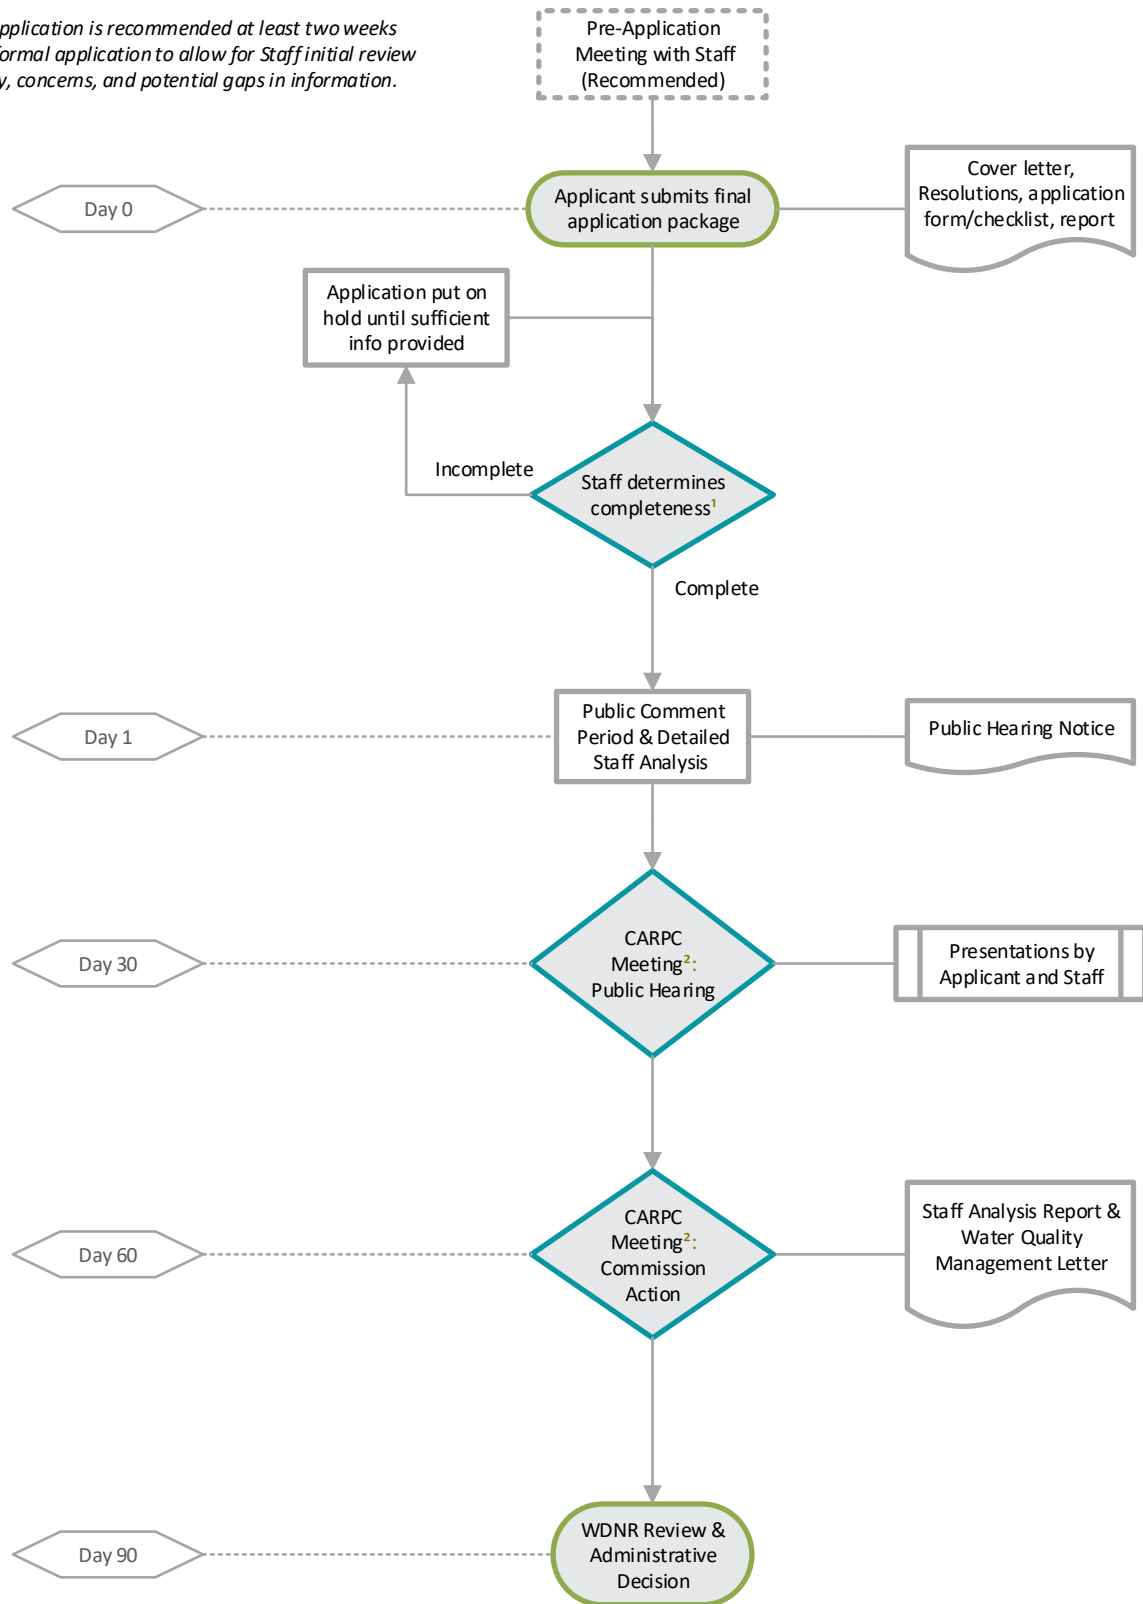 pplication is recommended at least two weeks
ormal application to allow for Staff initial review
y, concerns, and potential gaps in information.
Pre-Application
Meeting with Staff
(Recommended)
Day 0
Applicant submits final
application package
Cover letter,
Resolutions, application
form/checklist, report
Application put on
hold until sufficient
info provided
Incomplete
Staff determines
completeness¹
Complete
Day 1
Public Comment
Period & Detailed
Staff Analysis
Public Hearing Notice
Day 30
CARPC
Meeting²:
Public Hearing
Presentations by
Applicant and Staff
Day 60
CARPC
Meeting²:
Commission
Action
Staff Analysis Report &
Water Quality
Management Letter
Day 90
WDNR Review &
Administrative
Decision